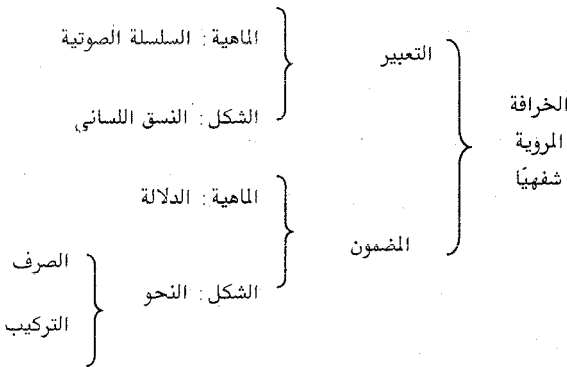 الخرافة
المروية
شفهيًا
التعبير
الماهية : السلسلة الصوتية
الشكل : النسق اللساني
المضمون
الماهية : الدلالة
الشكل : النحو
الصرف
التركيب